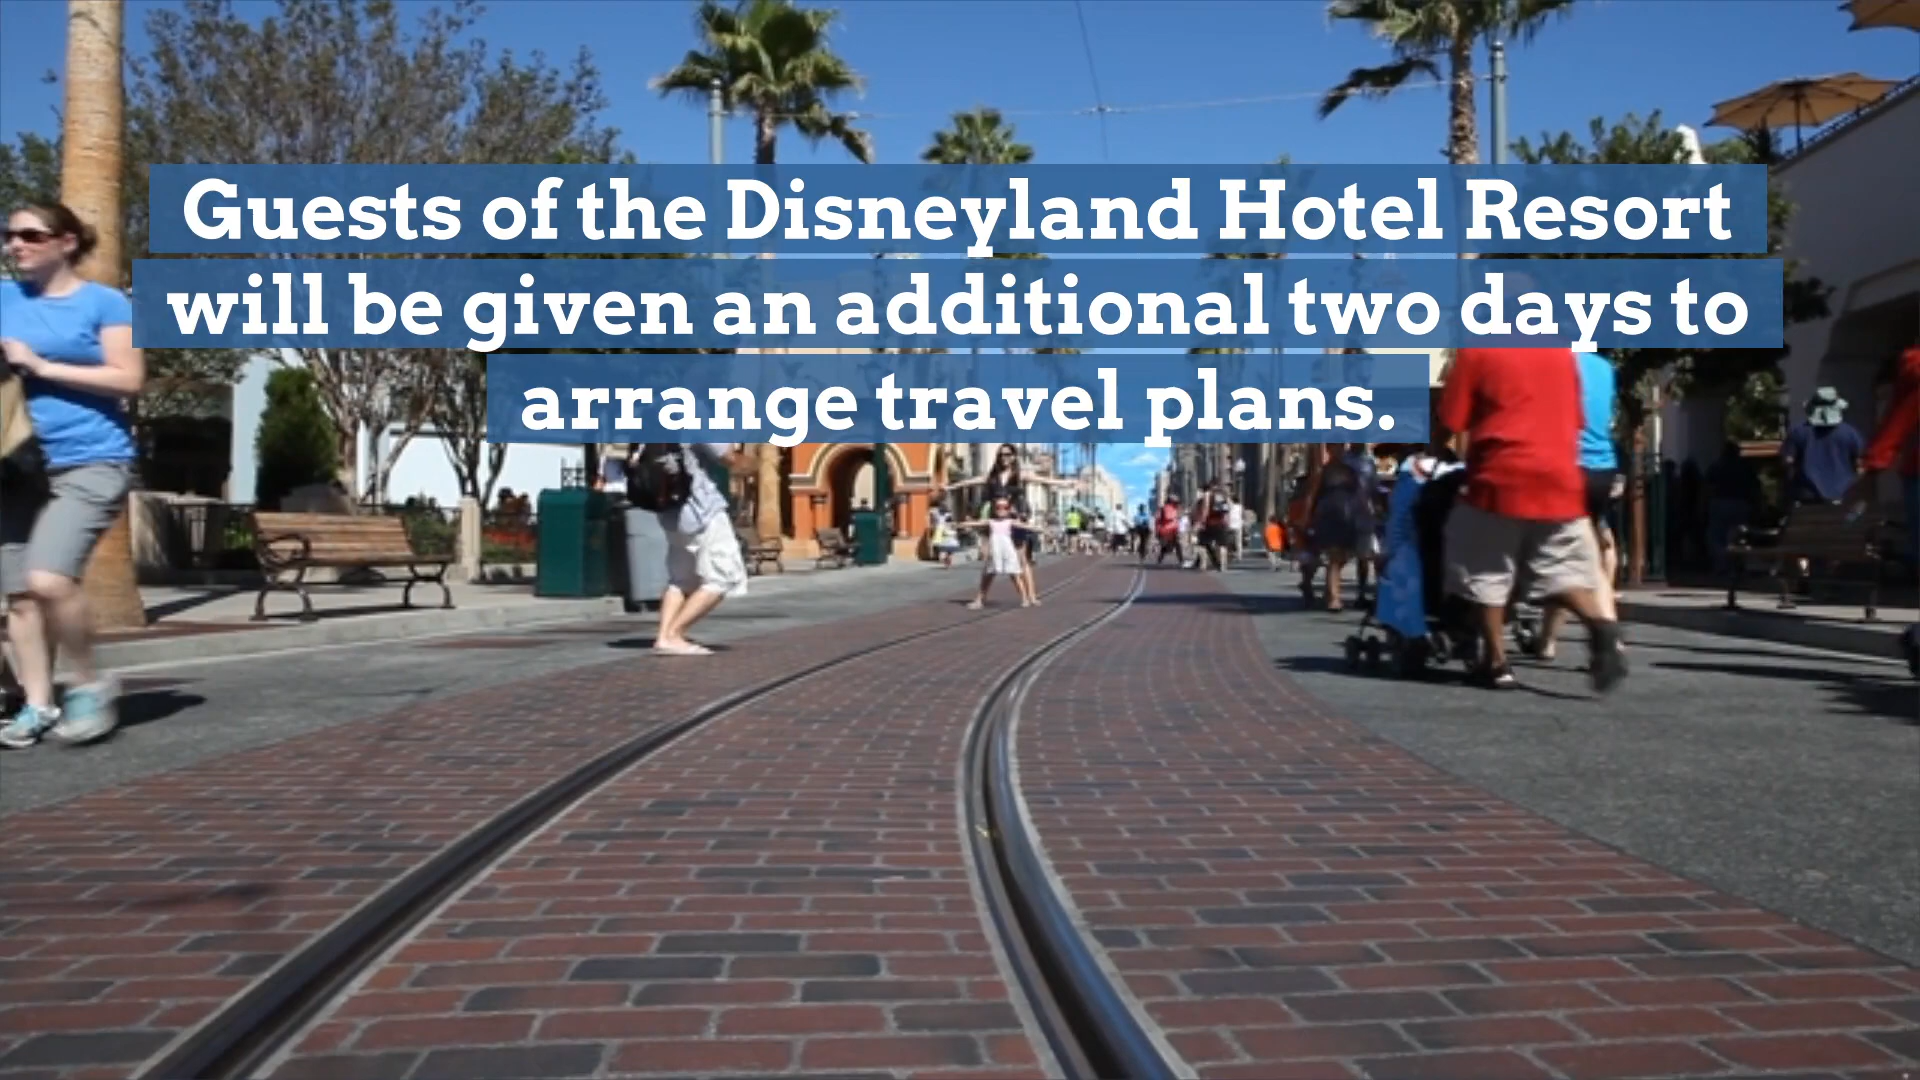 Guests of the Disneyland Hotel Resort
will be given an additional two days to
arrange travel plans.